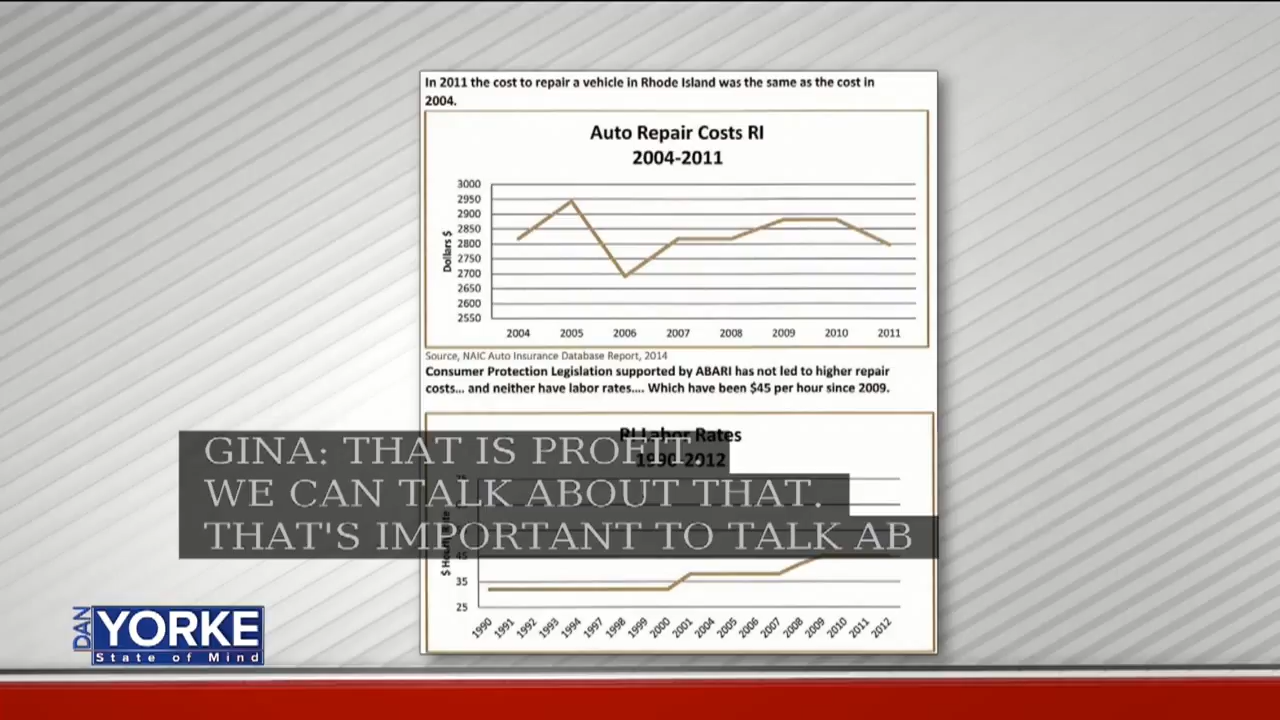 In 2011 the cost to repair a vehicle in Rhode Island was the same as the cost in
2004.
Auto Repair Costs RI
2004-2011
Dollars $
3000
2950
2900
2850
2800
2750
2700
2650
2600
2550
2004 2005 2006 2007 2008 2009 2010 2011
Source, NAIC Auto Insurance Database Report, 2014
Consumer Protection Legislation supported by ABARI has not led to higher repair
costs... and neither have labor rates.... Which have been $45 per hour since 2009.
RI Labor Rates
1990-2012
45
35
25
1990 1991 1992 1993 1994 1997 1998 1999 2000 2001 2004 2005 2006 2007 2008 2009 2010 2011 2012
GINA: THAT IS PROFIT.
WE CAN TALK ABOUT THAT.
THAT'S IMPORTANT TO TALK AB
DAN
YORKE
State of Mind